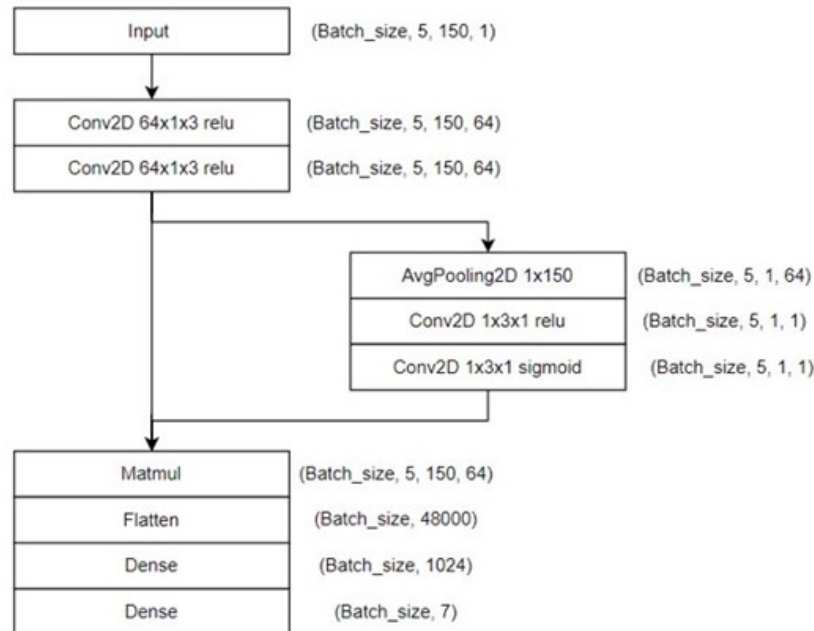 Input (Batch_size, 5, 150, 1)
Conv2D 64x1x3 relu (Batch_size, 5, 150, 64)
Conv2D 64x1x3 relu (Batch_size, 5, 150, 64)
AvgPooling2D 1x150 (Batch_size, 5, 1, 64)
Conv2D 1x3x1 relu (Batch_size, 5, 1, 1)
Conv2D 1x3x1 sigmoid (Batch_size, 5, 1, 1)
Matmul (Batch_size, 5, 150, 64)
Flatten (Batch_size, 48000)
Dense (Batch_size, 1024)
Dense (Batch_size, 7)